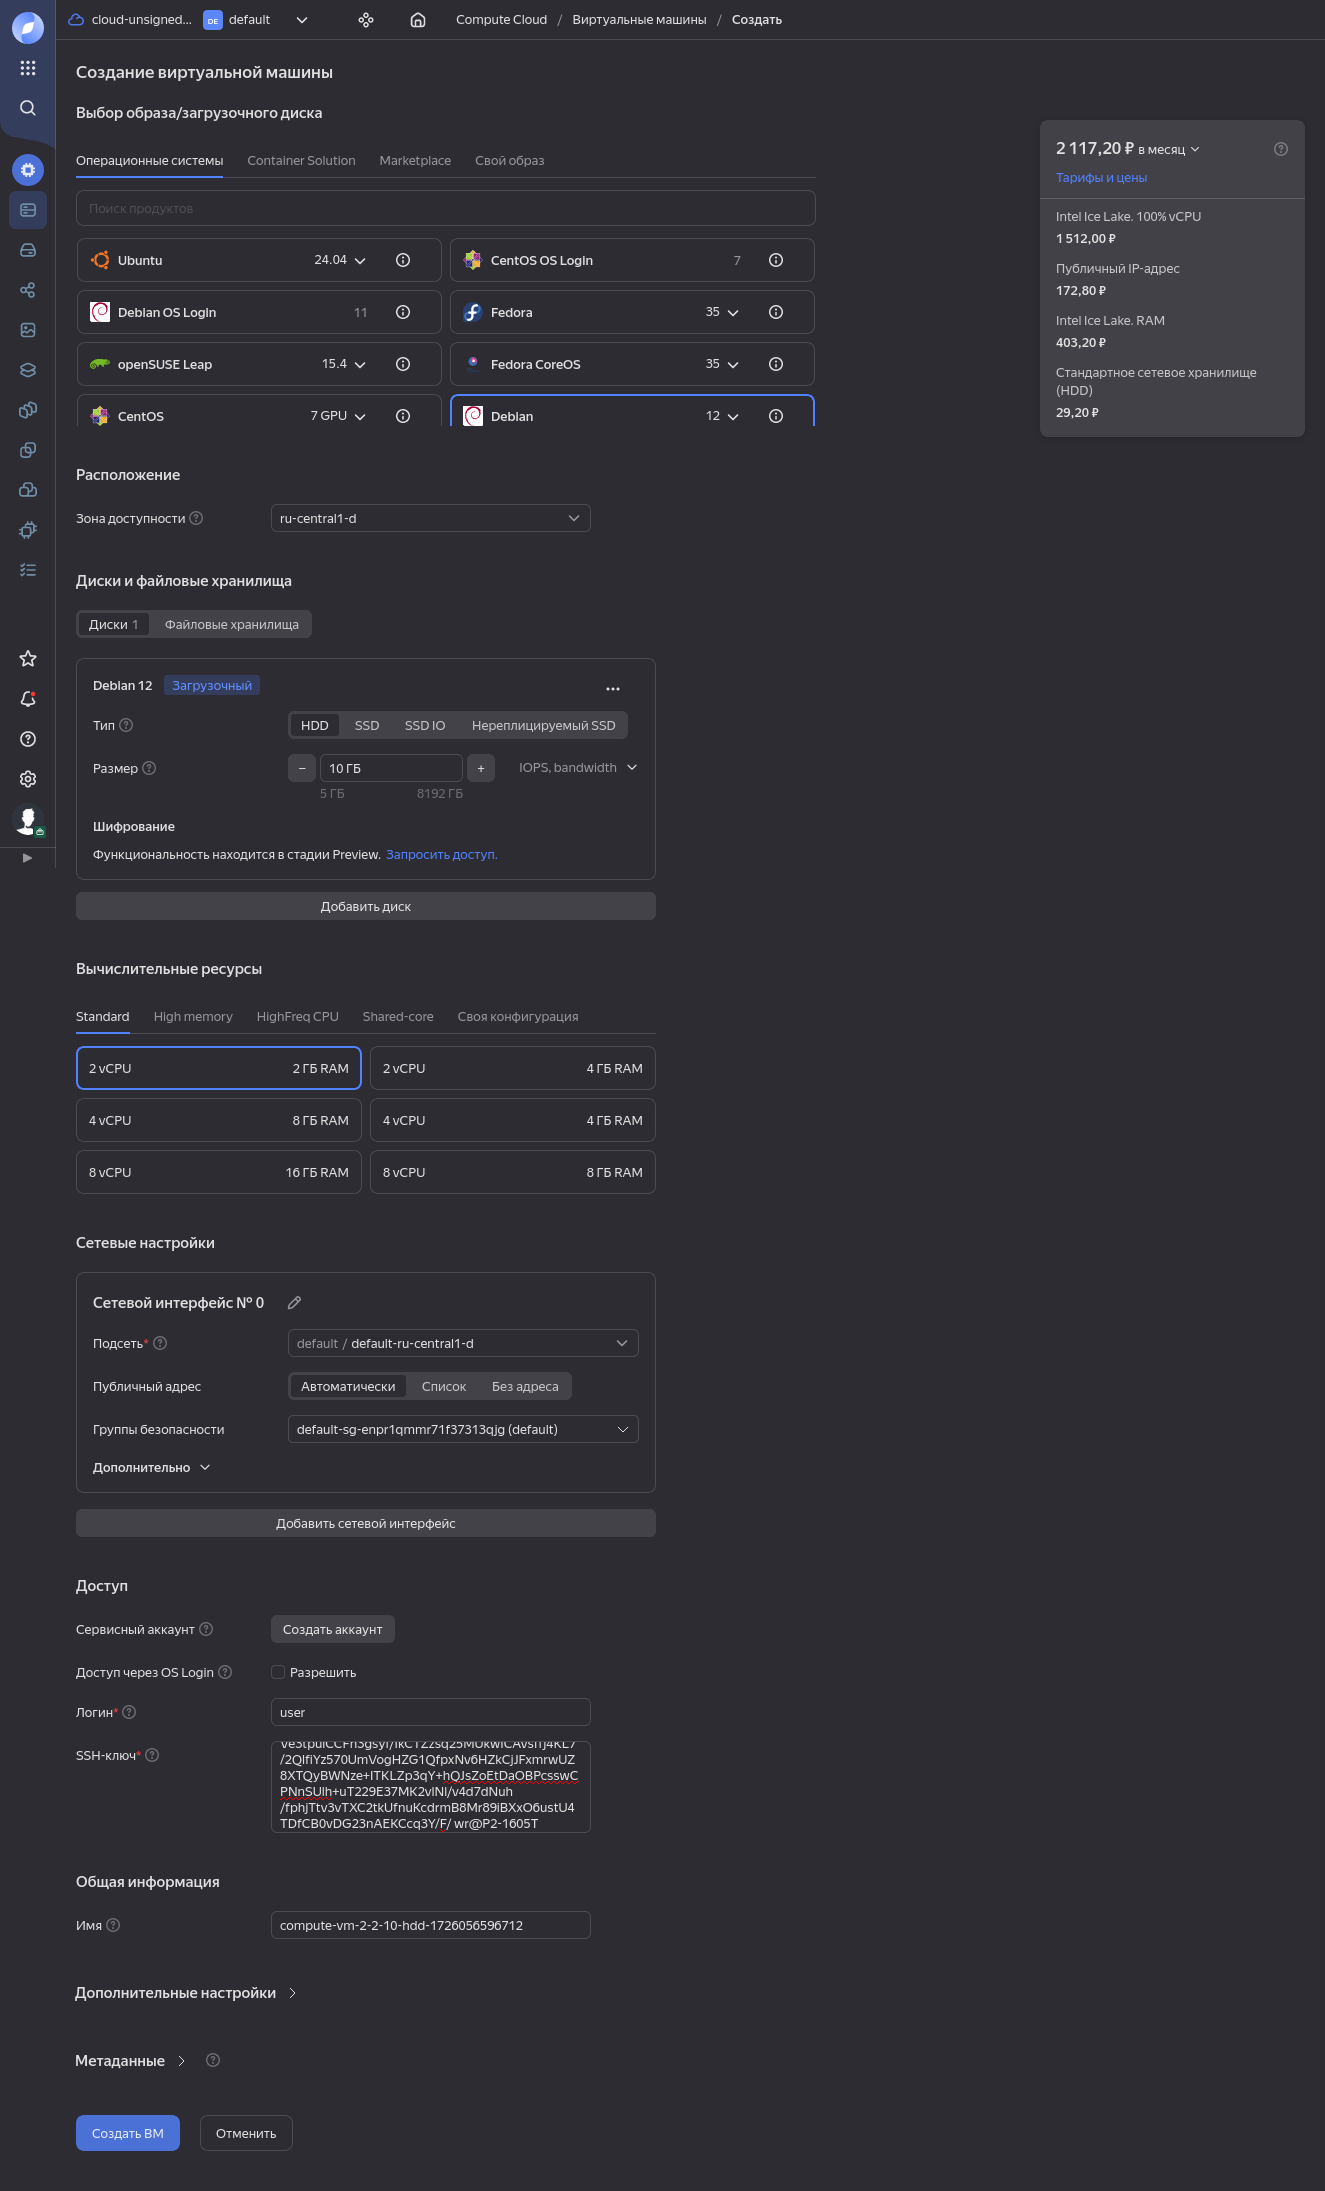 cloud-unsigned... DE default Compute Cloud / Виртуальные машины / Создать
Создание виртуальной машины
Выбор образа/загрузочного диска
Операционные системы Container Solution Marketplace Свой образ
Поиск продуктов
Ubuntu 24.04 CentOS OS Login 7
Debian OS Login 11 Fedora 35
openSUSE Leap 15.4 Fedora CoreOS 35
CentOS 7 GPU Debian 12
2 117,20 ₽ в месяц
Тарифы и цены
Intel Ice Lake. 100% vCPU
1 512,00 ₽
Публичный IP-адрес
172,80 ₽
Intel Ice Lake. RAM
403,20 ₽
Стандартное сетевое хранилище
(HDD)
29,20 ₽
Расположение
Зона доступности ru-central1-d
Диски и файловые хранилища
Диски 1 Файловые хранилища
Debian 12 Загрузочный
Тип HDD SSD SSD IO Нереплицируемый SSD
Размер − 10 ГБ + IOPS, bandwidth
5 ГБ 8192 ГБ
Шифрование
Функциональность находится в стадии Preview. Запросить доступ.
Добавить диск
Вычислительные ресурсы
Standard High memory HighFreq CPU Shared-core Своя конфигурация
2 vCPU 2 ГБ RAM 2 vCPU 4 ГБ RAM
4 vCPU 8 ГБ RAM 4 vCPU 4 ГБ RAM
8 vCPU 16 ГБ RAM 8 vCPU 8 ГБ RAM
Сетевые настройки
Сетевой интерфейс № 0
Подсеть* default / default-ru-central1-d
Публичный адрес Автоматически Список Без адреса
Группы безопасности default-sg-enpr1qmmr71f37313qjg (default)
Дополнительно
Добавить сетевой интерфейс
Доступ
Сервисный аккаунт Создать аккаунт
Доступ через OS Login Разрешить
Логин* user
SSH-ключ*
/2QlfiYz570UmVogHZG1QfpxNv6HZkCjJFxmrwUZ
8XTQyBWNze+ITKLZp3qY+hQJsZoEtDaOBPcsswC
PNnSUlh+uT229E37MK2vlNI/v4d7dNuh
/fphjTtv3vTXC2tkUfnuKcdrmB8Mr89iBXxO6ustU4
TDfCB0vDG23nAEKCcq3Y/F/ wr@P2-1605T
Общая информация
Имя compute-vm-2-2-10-hdd-1726056596712
Дополнительные настройки
Метаданные
Создать ВМ Отменить